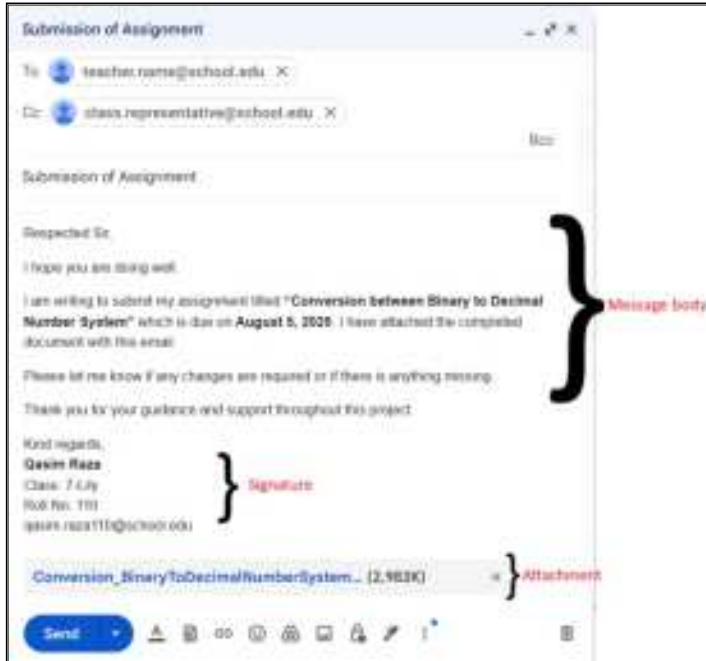 Submission of Assignment
To teacher.name@school.edu ×
Cc class.representative@school.edu ×
Bcc
Submission of Assignment
Respected Sir,
I hope you are doing well.
I am writing to submit my assignment titled "Conversion between Binary to Decimal
Number System" which is due on August 5, 2025. I have attached the completed
document with this email.
Please let me know if any changes are required or if there is anything missing.
Thank you for your guidance and support throughout this project.
Message body
Kind regards,
Qasim Raza
Class: 7-Lily
Roll No. 110
qasim.raza110@school.edu
Signature
Conversion_BinaryToDecimalNumberSystem... (2,982K) ×
Attachment
Send